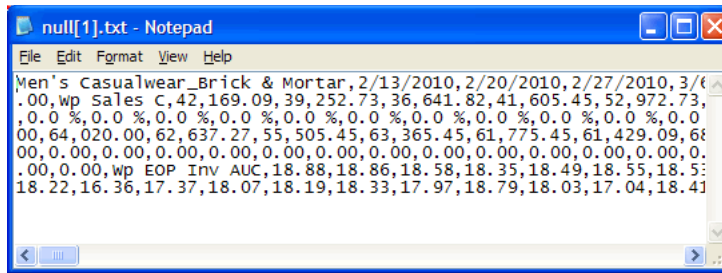 null[1].txt - Notepad
File Edit Format View Help
Men's Casualwear_Brick & Mortar,2/13/2010,2/20/2010,2/27/2010,3/6
.00,Wp Sales C,42,169.09,39,252.73,36,641.82,41,605.45,52,972.73,
,0.0 %,0.0 %,0.0 %,0.0 %,0.0 %,0.0 %,0.0 %,0.0 %,0.0 %,0.0
00,64,020.00,62,637.27,55,505.45,63,365.45,61,775.45,61,429.09,68
00,0.00,0.00,0.00,0.00,0.00,0.00,0.00,0.00,0.00,0.00,0.00,0.
.00,0.00,Wp EOP Inv AUC,18.88,18.86,18.58,18.35,18.49,18.55,18.53
18.22,16.36,17.37,18.07,18.19,18.33,17.97,18.79,18.03,17.04,18.41